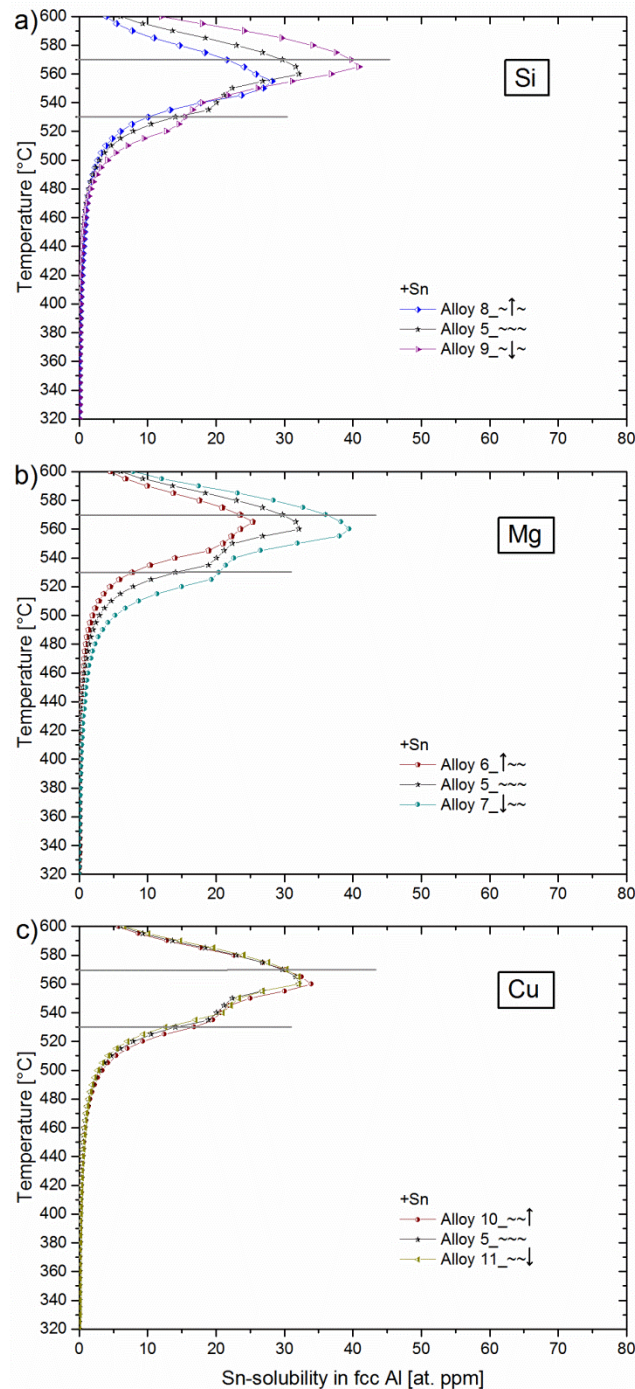 a)
600
580
560
540
520
500
480
460
440
420
400
380
360
340
320
Temperature [°C]
Si
+Sn
Alloy 8_~↑~
Alloy 5_~~~
Alloy 9_~↓~
0 10 20 30 40 50 60 70 80
b)
600
580
560
540
520
500
480
460
440
420
400
380
360
340
320
Temperature [°C]
Mg
+Sn
Alloy 6_↑~~
Alloy 5_~~~
Alloy 7_↓~~
0 10 20 30 40 50 60 70 80
c)
600
580
560
540
520
500
480
460
440
420
400
380
360
340
320
Temperature [°C]
Cu
+Sn
Alloy 10_~~↑
Alloy 5_~~~
Alloy 11_~~↓
0 10 20 30 40 50 60 70 80
Sn-solubility in fcc Al [at. ppm]